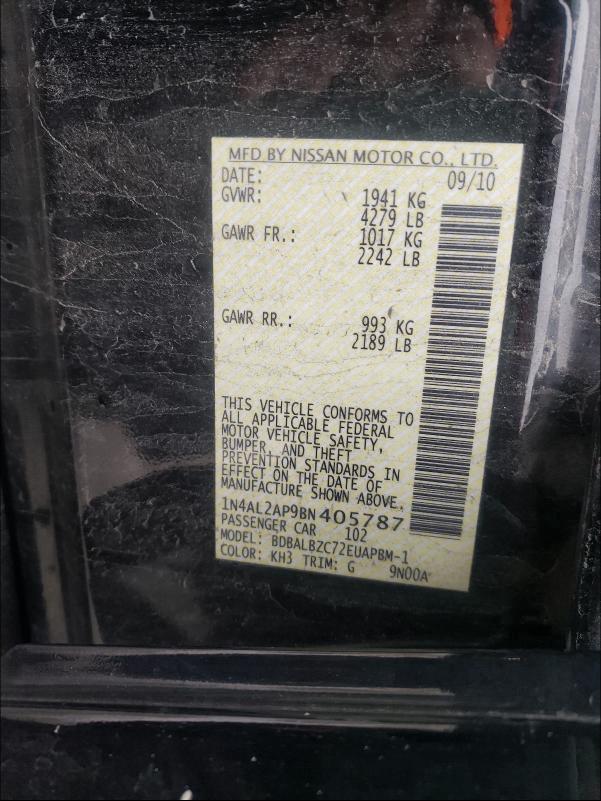 MFD BY NISSAN MOTOR CO., LTD.
DATE: 09/10
GVWR: 1941 KG
4279 LB
GAWR FR.: 1017 KG
2242 LB
GAWR RR.: 993 KG
2189 LB
THIS VEHICLE CONFORMS TO
ALL APPLICABLE FEDERAL
MOTOR VEHICLE SAFETY,
BUMPER, AND THEFT
PREVENTION STANDARDS IN
EFFECT ON THE DATE OF
MANUFACTURE SHOWN ABOVE.
1N4AL2AP9BN405787
PASSENGER CAR 102
MODEL: BDBALBZC72EUAPBM-1
COLOR: KH3 TRIM: G 9N00A